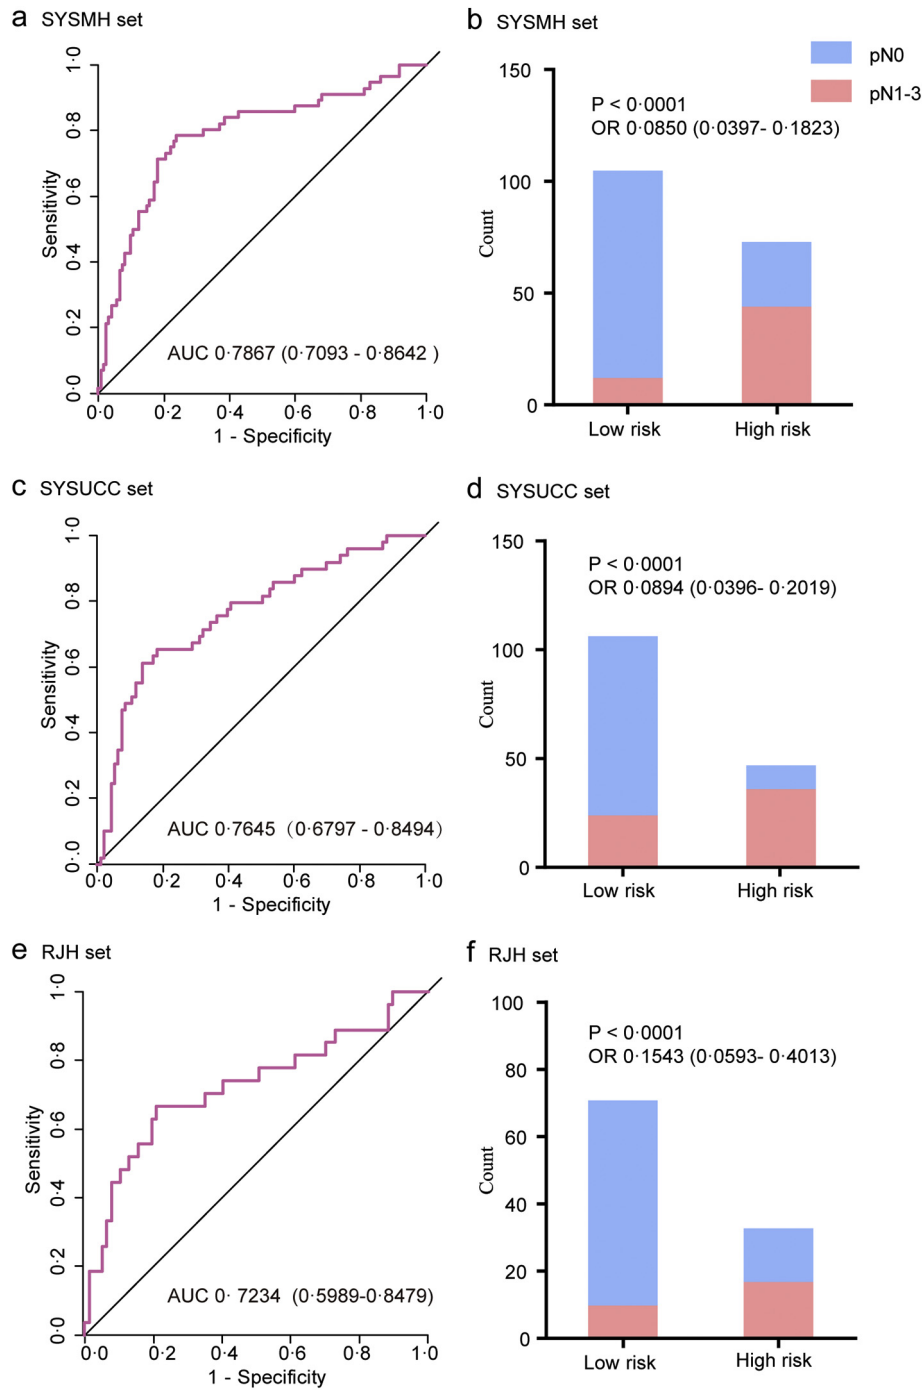 a SYSMH set
1·0
0·8
0·6
0·4
0·2
0·0
Sensitivity
AUC 0·7867 (0·7093 - 0·8642 )
0·0 0·2 0·4 0·6 0·8 1·0
1 - Specificity
b SYSMH set
pN0
pN1-3
P < 0·0001
OR 0·0850 (0·0397- 0·1823)
150
100
50
0
Count
Low risk High risk
c SYSUCC set
1·0
0·8
0·6
0·4
0·2
0·.0
Sensitivity
AUC 0·7645 (0·6797 - 0·8494)
0·0 0·2 0·4 0·6 0·8 1·0
1 - Specificity
d SYSUCC set
P < 0·0001
OR 0·0894 (0·0396- 0·2019)
150
100
50
0
Count
Low risk High risk
e RJH set
1·0
0·8
0·6
0·4
0·2
0·0
Sensitivity
AUC 0· 7234 (0·5989-0·8479)
0·0 0·2 0·4 0·6 0·8 1·0
1 - Specificity
f RJH set
P < 0·0001
OR 0·1543 (0·0593- 0·4013)
100
80
60
40
20
0
Count
Low risk High risk